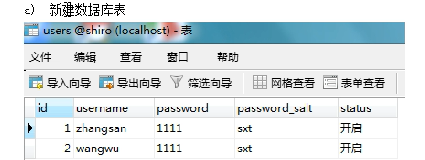 c) 新建数据库表
users @shiro (localhost) - 表
文件 编辑 查看 窗口 帮助
导入向导 导出向导 筛选向导 网格查看 表单查看
id username password password_salt status
1 zhangsan 1111 sxt 开启
2 wangwu 1111 sxt 开启